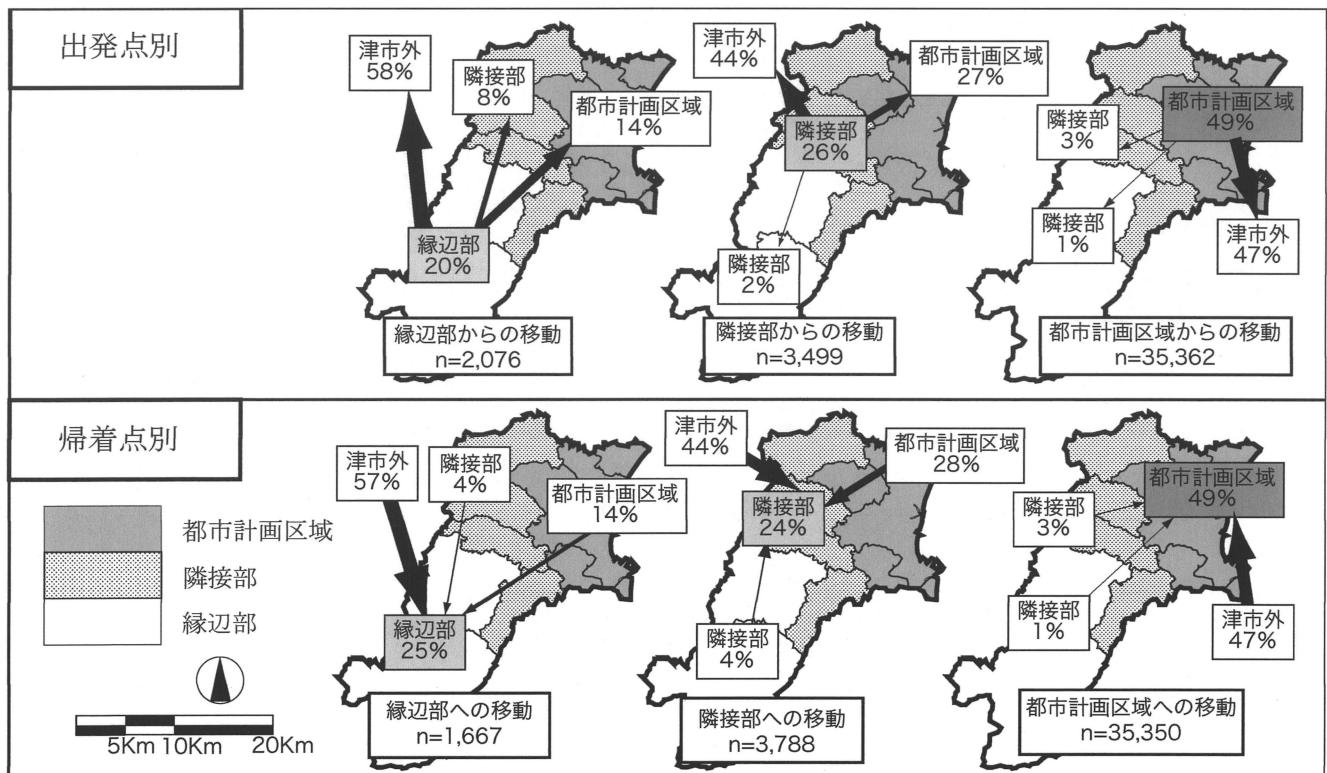 出発点別
津市外
58%
隣接部
8%
都市計画区域
14%
縁辺部
20%
縁辺部からの移動
n=2,076
津市外
44%
都市計画区域
27%
隣接部
26%
隣接部
2%
隣接部からの移動
n=3,499
都市計画区域
49%
隣接部
3%
隣接部
1%
津市外
47%
都市計画区域からの移動
n=35,362
帰着点別
都市計画区域
隣接部
縁辺部
5Km 10Km 20Km
津市外
57%
隣接部
4%
都市計画区域
14%
縁辺部
25%
縁辺部への移動
n=1,667
津市外
44%
都市計画区域
28%
隣接部
24%
隣接部
4%
隣接部への移動
n=3,788
都市計画区域
49%
隣接部
3%
隣接部
1%
津市外
47%
都市計画区域への移動
n=35,350